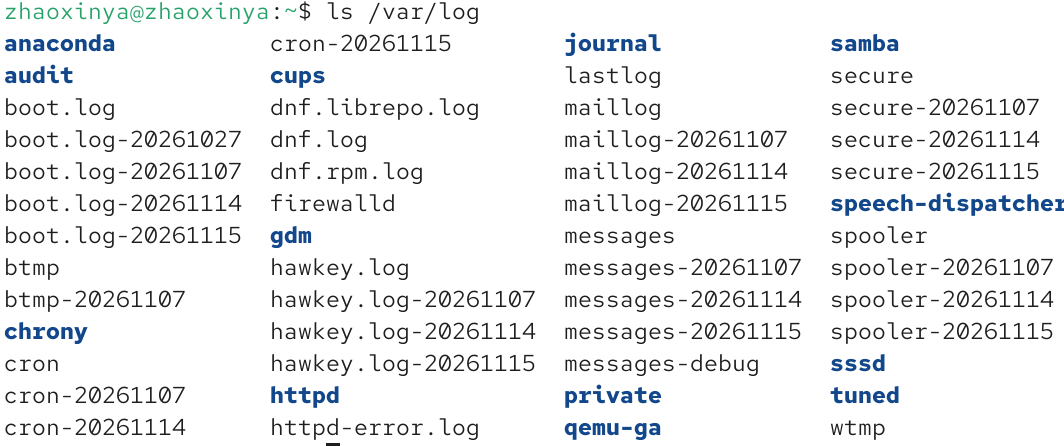 zhaoxinya@zhaoxinya:~$ ls /var/log
anaconda cron-20261115 journal samba
audit cups lastlog secure
boot.log dnf.librepo.log maillog secure-20261107
boot.log-20261027 dnf.log maillog-20261107 secure-20261114
boot.log-20261107 dnf.rpm.log maillog-20261114 secure-20261115
boot.log-20261114 firewalld maillog-20261115 speech-dispatcher
boot.log-20261115 gdm messages spooler
btmp hawkey.log messages-20261107 spooler-20261107
btmp-20261107 hawkey.log-20261107 messages-20261114 spooler-20261114
chrony hawkey.log-20261114 messages-20261115 spooler-20261115
cron hawkey.log-20261115 messages-debug sssd
cron-20261107 httpd private tuned
cron-20261114 httpd-error.log qemu-ga wtmp